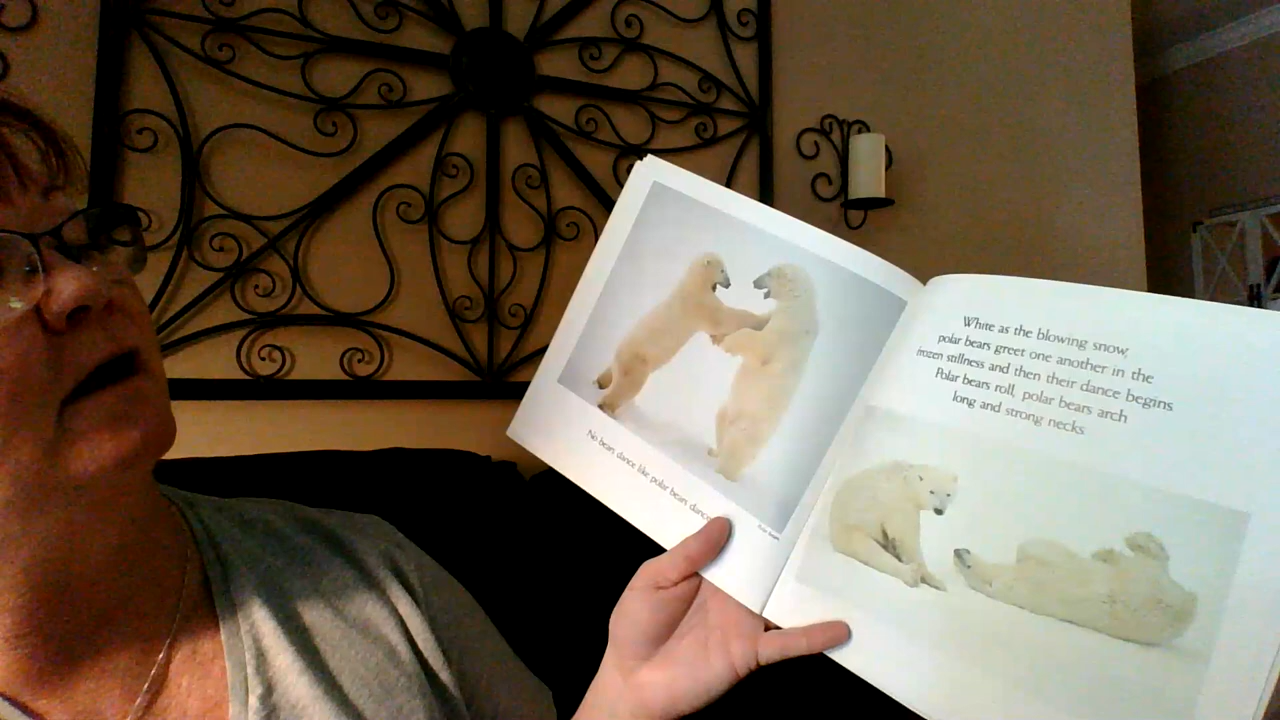 No bears dance like polar bears dance
White as the blowing snow,
polar bears greet one another in the
frozen stillness and then their dance begins
Polar bears roll, polar bears arch
long and strong necks